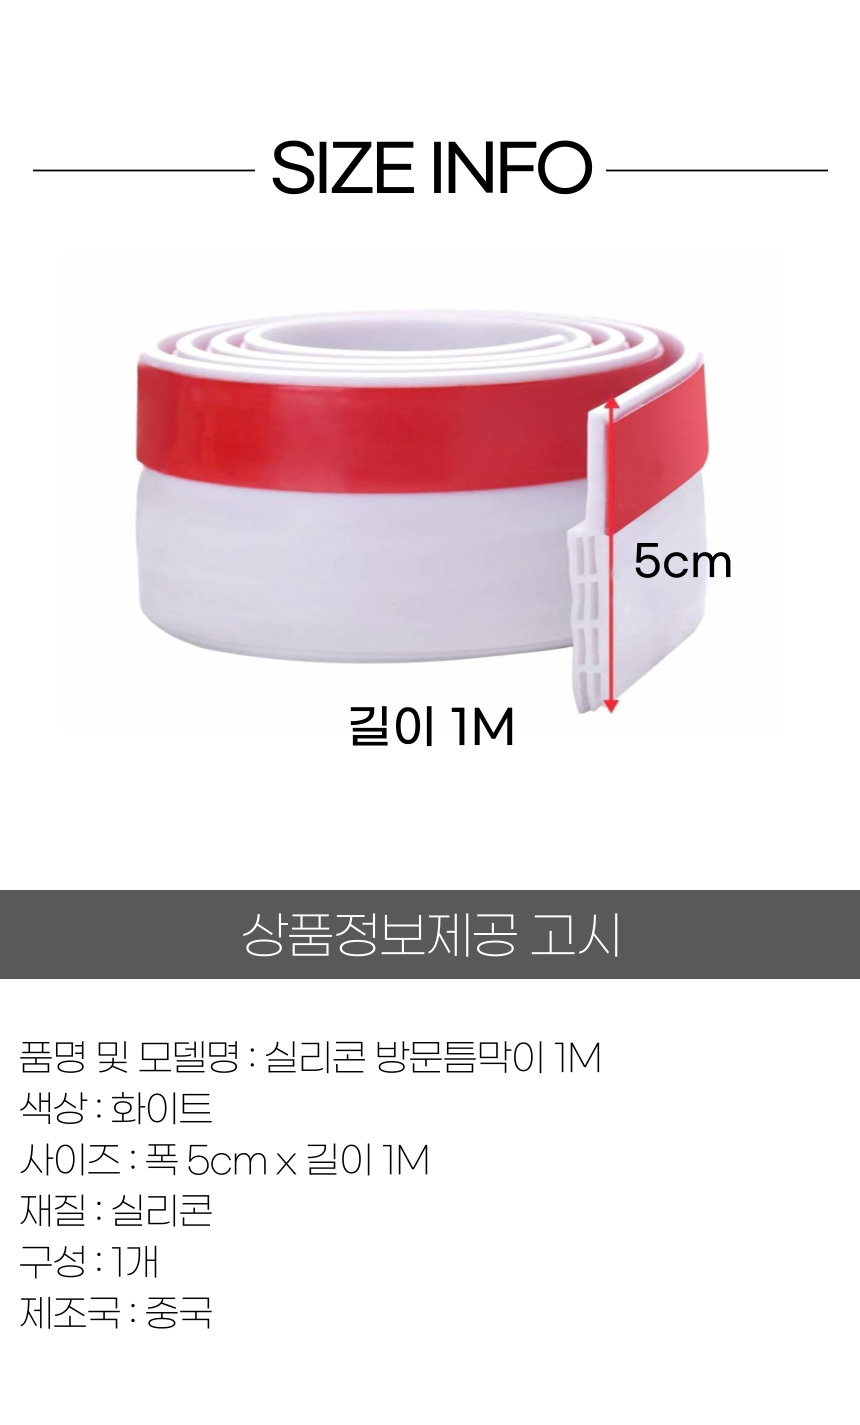 SIZE INFO
5cm
길이 1M
상품정보제공 고시
품명 및 모델명 : 실리콘 방문틈막이 1M
색상 : 화이트
사이즈 : 폭 5cm x 길이 1M
재질 : 실리콘
구성 : 1개
제조국 : 중국